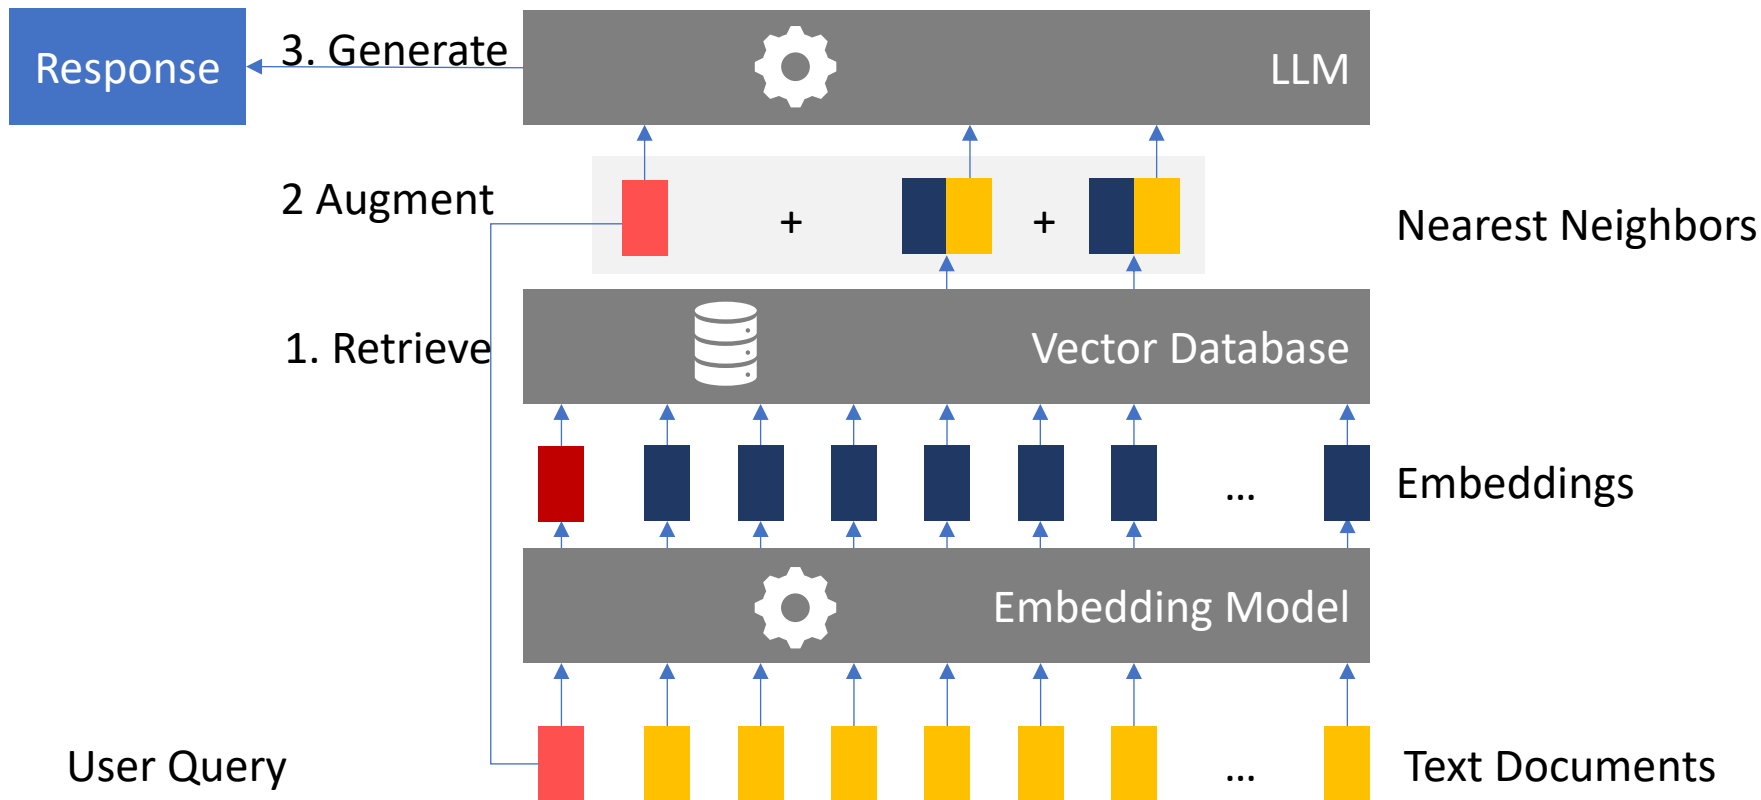 Response
3. Generate
LLM
2 Augment
+
+
Nearest Neighbors
1. Retrieve
Vector Database
...
Embeddings
Embedding Model
User Query
...
Text Documents